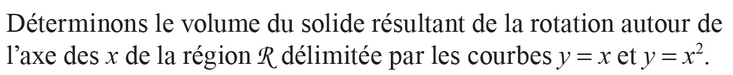 Déterminons le volume du solide résultant de la rotation autour de
l’axe des x de la région ℛ délimitée par les courbes y = x et y = x².